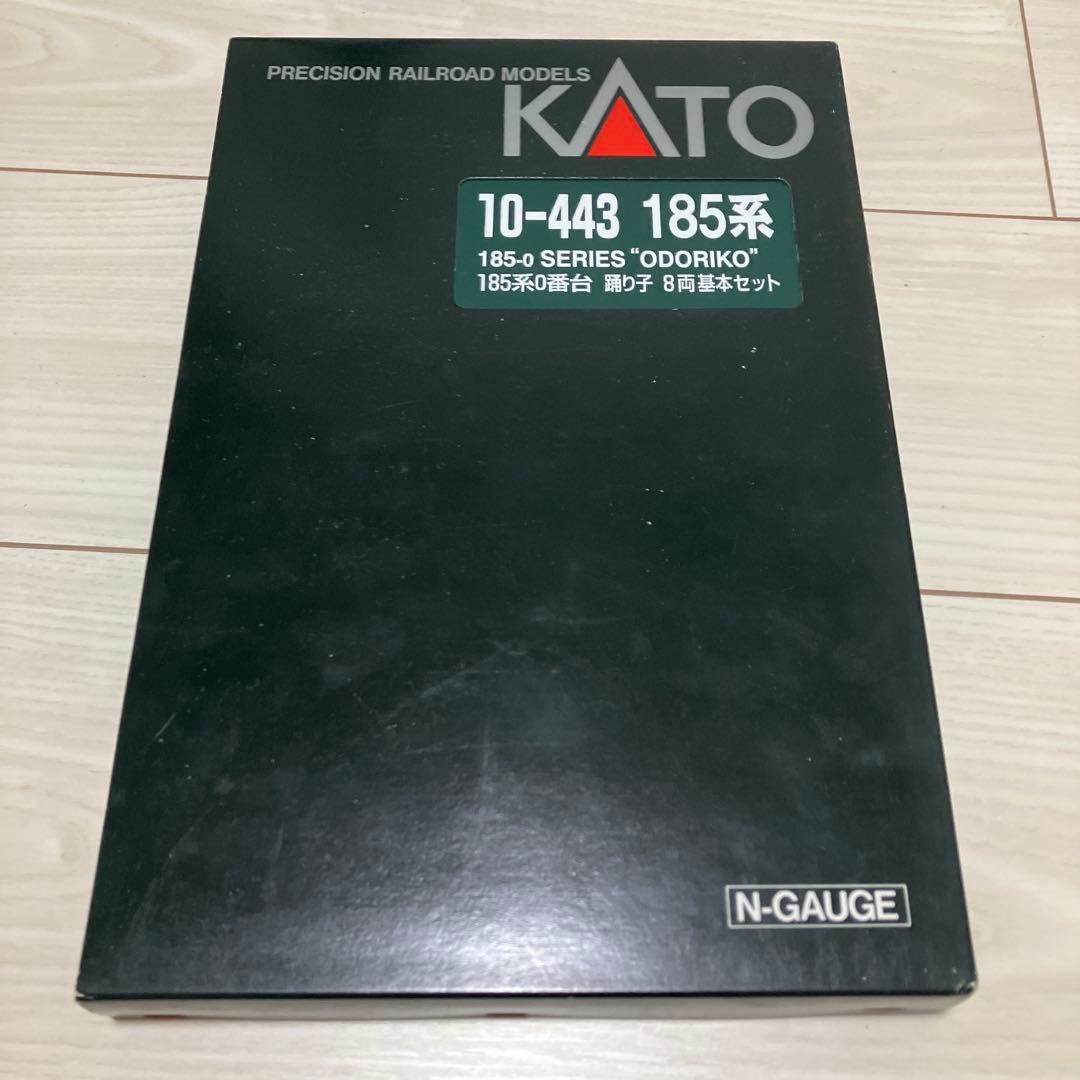 PRECISION RAILROAD MODELS
KATO
10-443 185系
185-0 SERIES "ODORIKO"
185系0番台 踊り子 8両基本セット
N-GAUGE